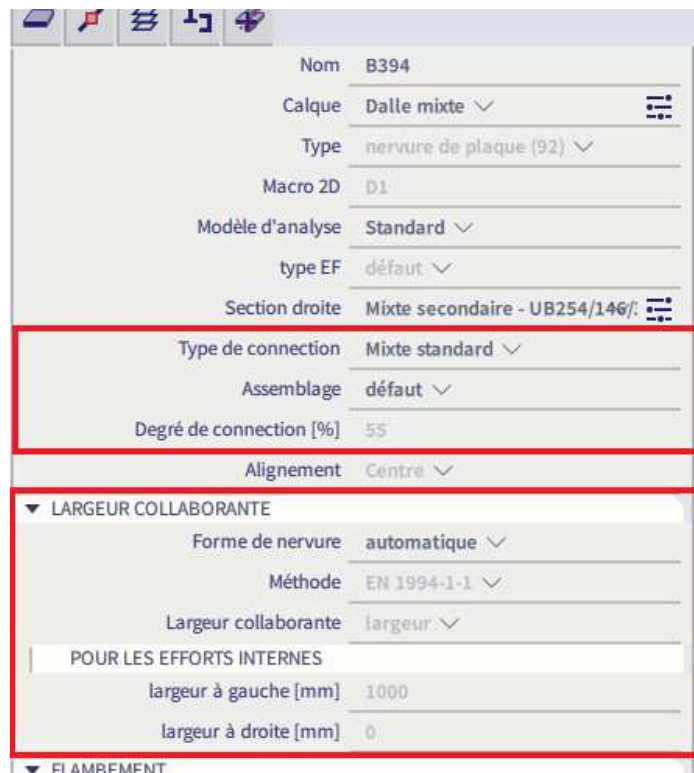 Nom B394
Calque Dalle mixte
Type nervure de plaque (92)
Macro 2D D1
Modèle d'analyse Standard
type EF défaut
Section droite Mixte secondaire - UB254/146/
Type de connection Mixte standard
Assemblage défaut
Degré de connection [%] 55
Alignement Centre
LARGEUR COLLABORANTE
Forme de nervure automatique
Méthode EN 1994-1-1
Largeur collaborante largeur
POUR LES EFFORTS INTERNES
largeur à gauche [mm] 1000
largeur à droite [mm] 0
FLAMBEMENT